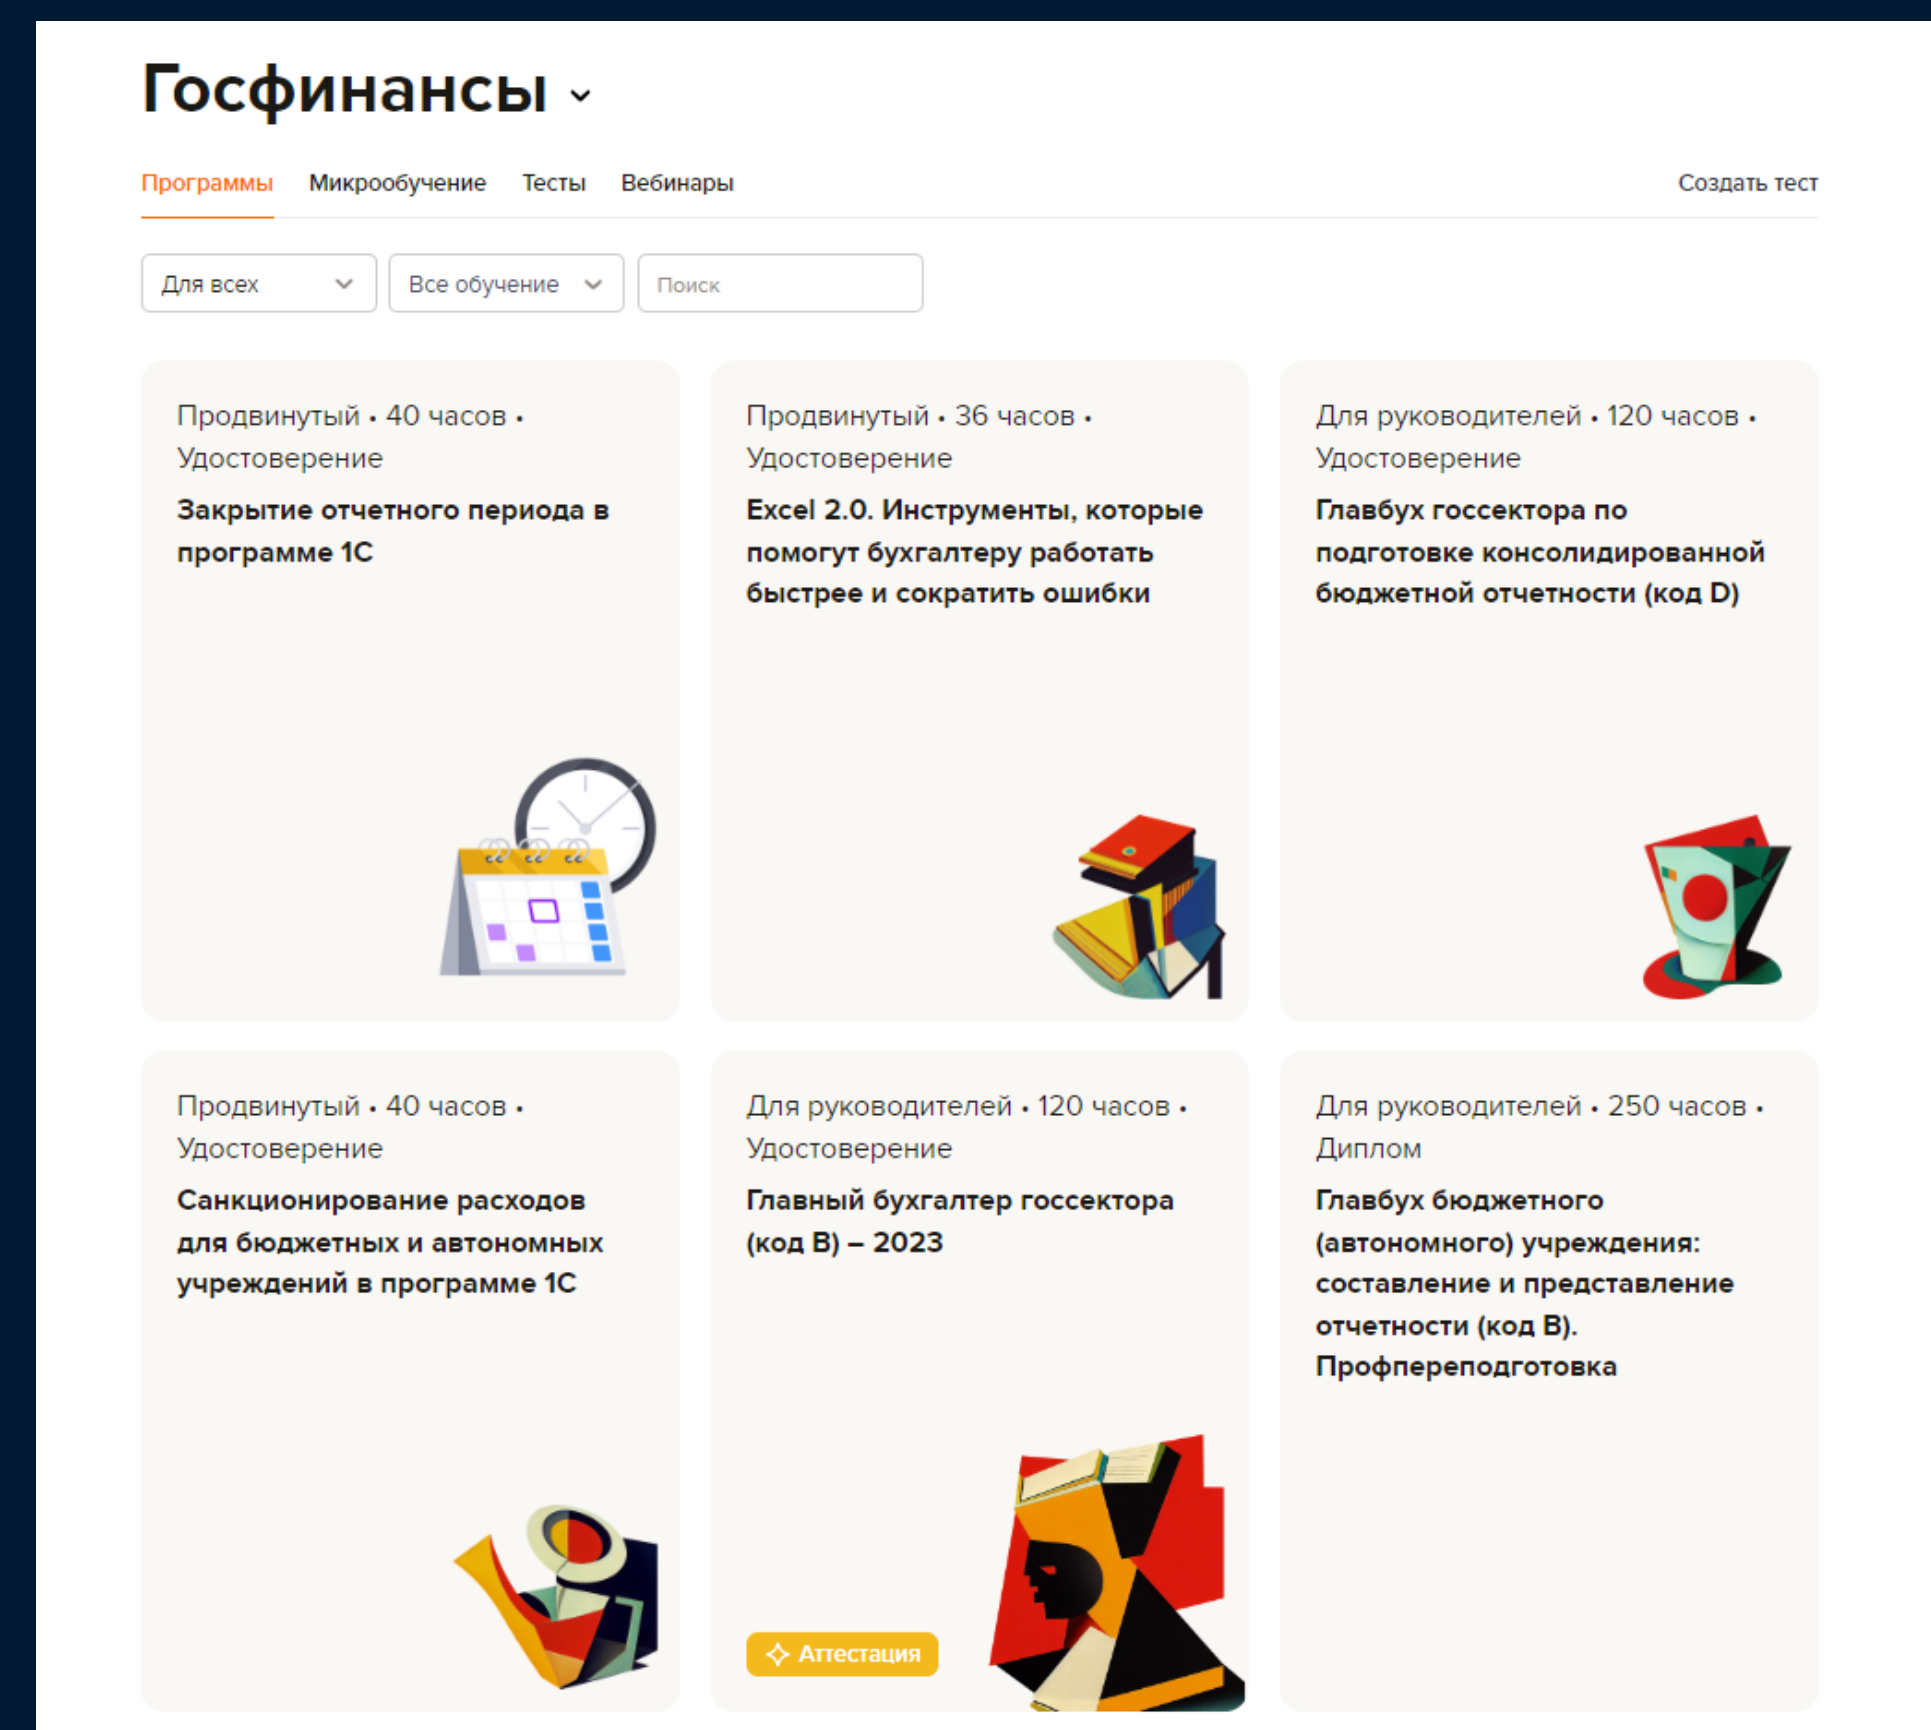 Госфинансы
Программы Микрообучение Тесты Вебинары Создать тест
Для всех Все обучение Поиск
Продвинутый • 40 часов •
Удостоверение
Закрытие отчетного периода в
программе 1С
Продвинутый • 36 часов •
Удостоверение
Excel 2.0. Инструменты, которые
помогут бухгалтеру работать
быстрее и сократить ошибки
Для руководителей • 120 часов •
Удостоверение
Главбух госсектора по
подготовке консолидированной
бюджетной отчетности (код D)
Продвинутый • 40 часов •
Удостоверение
Санкционирование расходов
для бюджетных и автономных
учреждений в программе 1С
Для руководителей • 120 часов •
Удостоверение
Главный бухгалтер госсектора
(код В) – 2023
Аттестация
Для руководителей • 250 часов •
Диплом
Главбух бюджетного
(автономного) учреждения:
составление и представление
отчетности (код В).
Профпереподготовка